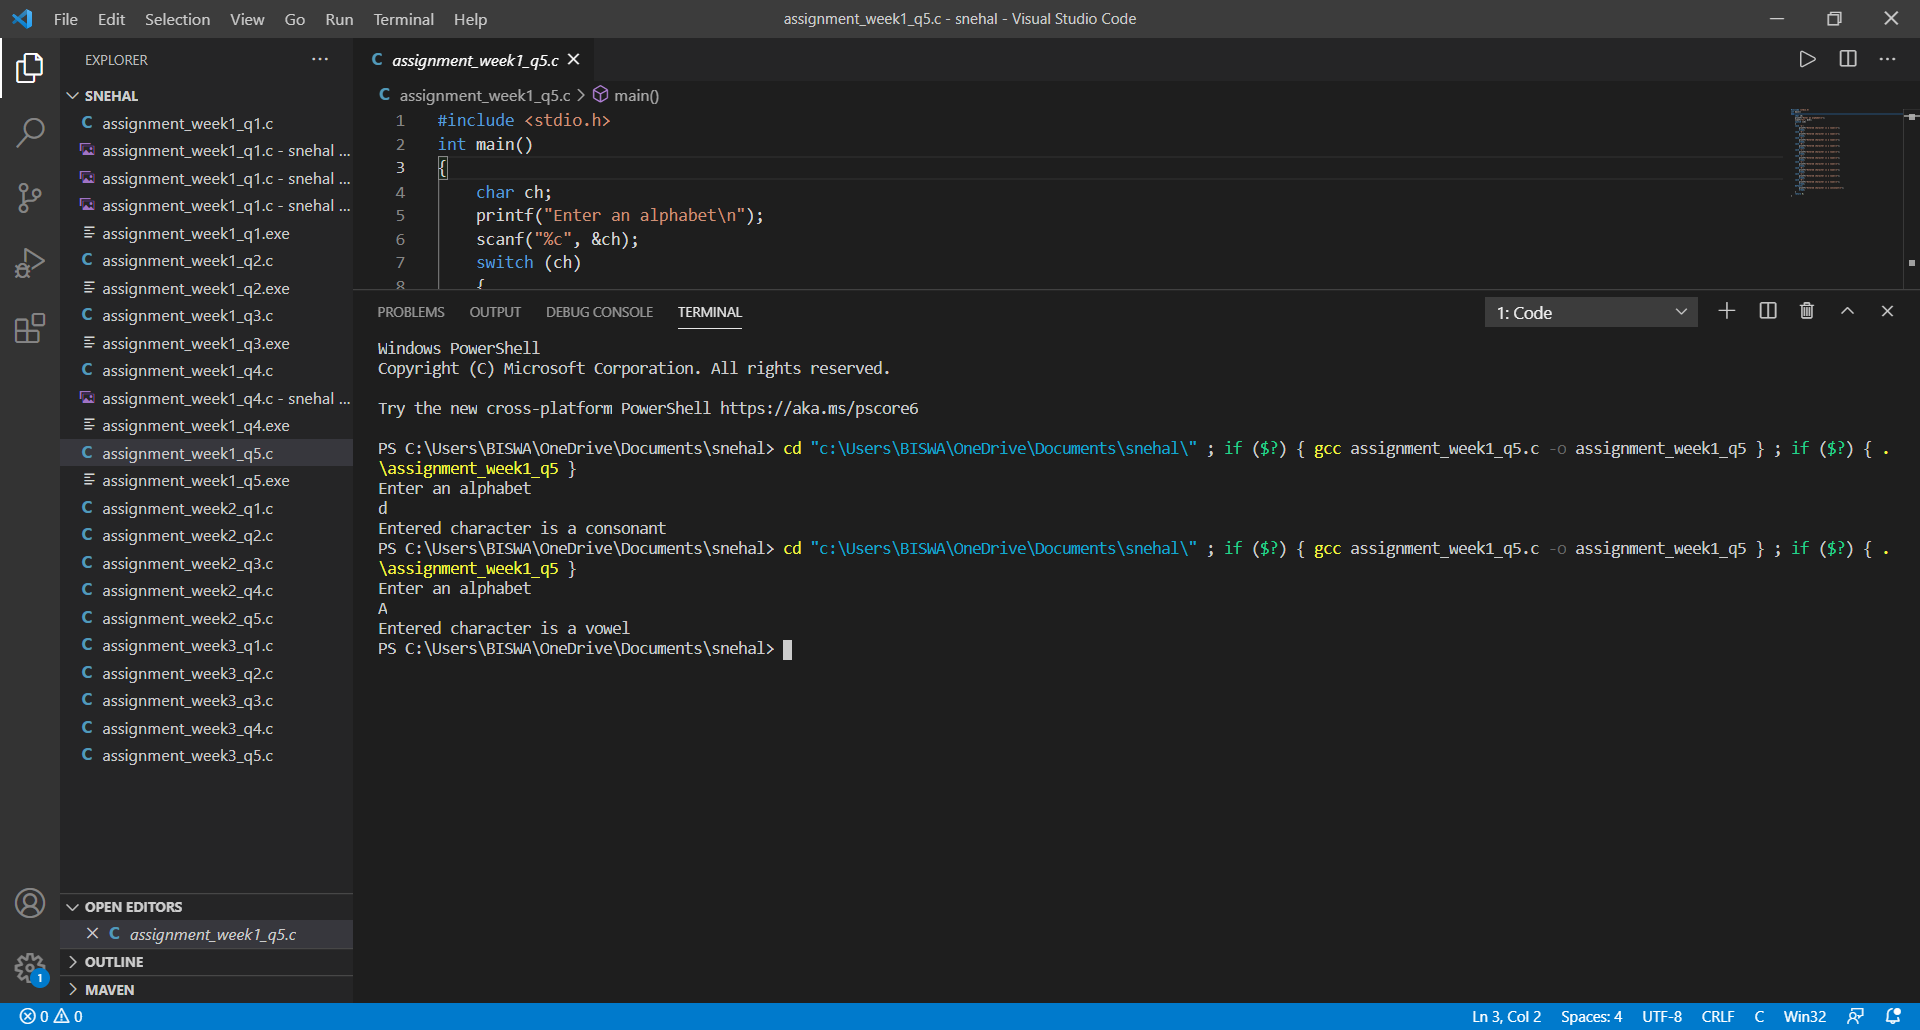 File Edit Selection View Go Run Terminal Help
assignment_week1_q5.c - snehal - Visual Studio Code
EXPLORER
SNEHAL
assignment_week1_q1.c
assignment_week1_q1.c - snehal ...
assignment_week1_q1.c - snehal ...
assignment_week1_q1.c - snehal ...
assignment_week1_q1.exe
assignment_week1_q2.c
assignment_week1_q2.exe
assignment_week1_q3.c
assignment_week1_q3.exe
assignment_week1_q4.c
assignment_week1_q4.c - snehal ...
assignment_week1_q4.exe
assignment_week1_q5.c
assignment_week1_q5.exe
assignment_week2_q1.c
assignment_week2_q2.c
assignment_week2_q3.c
assignment_week2_q4.c
assignment_week2_q5.c
assignment_week3_q1.c
assignment_week3_q2.c
assignment_week3_q3.c
assignment_week3_q4.c
assignment_week3_q5.c
OPEN EDITORS
assignment_week1_q5.c
OUTLINE
MAVEN
1
assignment_week1_q5.c
assignment_week1_q5.c > main()
1 #include <stdio.h>
2 int main()
3 {
4 char ch;
5 printf("Enter an alphabet\n");
6 scanf("%c", &ch);
7 switch (ch)
8 {
PROBLEMS OUTPUT DEBUG CONSOLE TERMINAL
1: Code
Windows PowerShell
Copyright (C) Microsoft Corporation. All rights reserved.
Try the new cross-platform PowerShell https://aka.ms/pscore6
PS C:\Users\BISWA\OneDrive\Documents\snehal> cd "c:\Users\BISWA\OneDrive\Documents\snehal\" ; if ($?) { gcc assignment_week1_q5.c -o assignment_week1_q5 } ; if ($?) { .
\assignment_week1_q5 }
Enter an alphabet
d
Entered character is a consonant
PS C:\Users\BISWA\OneDrive\Documents\snehal> cd "c:\Users\BISWA\OneDrive\Documents\snehal\" ; if ($?) { gcc assignment_week1_q5.c -o assignment_week1_q5 } ; if ($?) { .
\assignment_week1_q5 }
Enter an alphabet
A
Entered character is a vowel
PS C:\Users\BISWA\OneDrive\Documents\snehal>
0 0
Ln 3, Col 2 Spaces: 4 UTF-8 CRLF C Win32